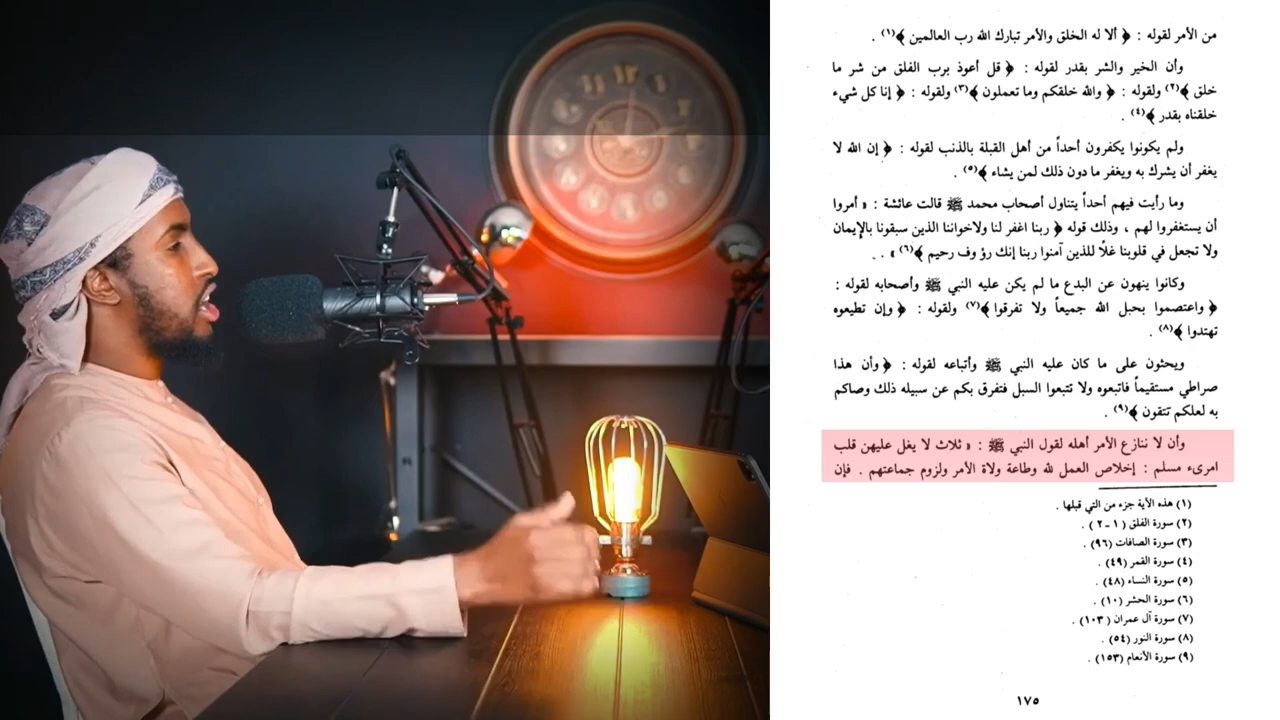 من الأمر لقوله : ﴿ ألا له الخلق والأمر تبارك الله رب العالمين ﴾(١) .
وأن الخير والشر بقدر لقوله : ﴿ قل أعوذ برب الفلق من شر ما
خلق ﴾(٢) ولقوله : ﴿ والله خلقكم وما تعملون ﴾(٣) ولقوله : ﴿ إنا كل شيء
خلقناه بقدر ﴾(٤) .
ولم يكونوا يكفرون أحداً من أهل القبلة بالذنب لقوله : ﴿ إن الله لا
يغفر أن يشرك به ويغفر ما دون ذلك لمن يشاء ﴾(٥) .
وما رأيت فيهم أحداً يتناول أصحاب محمد ﷺ قالت عائشة : « أمروا
أن يستغفروا لهم ، وذلك قوله ﴿ ربنا اغفر لنا ولاخواننا الذين سبقونا بالإيمان
ولا تجعل في قلوبنا غلًا للذين آمنوا ربنا إنك رؤوف رحيم ﴾(٦) » . .
وكانوا ينهون عن البدع ما لم يكن عليه النبي ﷺ وأصحابه لقوله :
﴿ واعتصموا بحبل الله جميعاً ولا تفرقوا ﴾(٧) ولقوله : ﴿ وإن تطيعوه
تهتدوا ﴾(٨) .
ويحثون على ما كان عليه النبي ﷺ وأتباعه لقوله : ﴿ وأن هذا
صراطي مستقيماً فاتبعوه ولا تتبعوا السبل فتفرق بكم عن سبيله ذلك وصاكم
به لعلكم تتقون ﴾(٩) .
وأن لا ننازع الأمر أهله لقول النبي ﷺ : « ثلاث لا يغل عليهن قلب
امرىء مسلم : إخلاص العمل لله وطاعة ولاة الأمر ولزوم جماعتهم . فإن
(١) هذه الآية جزء من التي قبلها .
(٢) سورة الفلق (١-٢) .
(٣) سورة الصافات (٩٦) .
(٤) سورة القمر (٤٩) .
(٥) سورة النساء (٤٨) .
(٦) سورة الحشر (١٠) .
(٧) سورة آل عمران (١٠٣) .
(٨) سورة النور (٥٤) .
(٩) سورة الأنعام (١٥٣) .
١٧٥